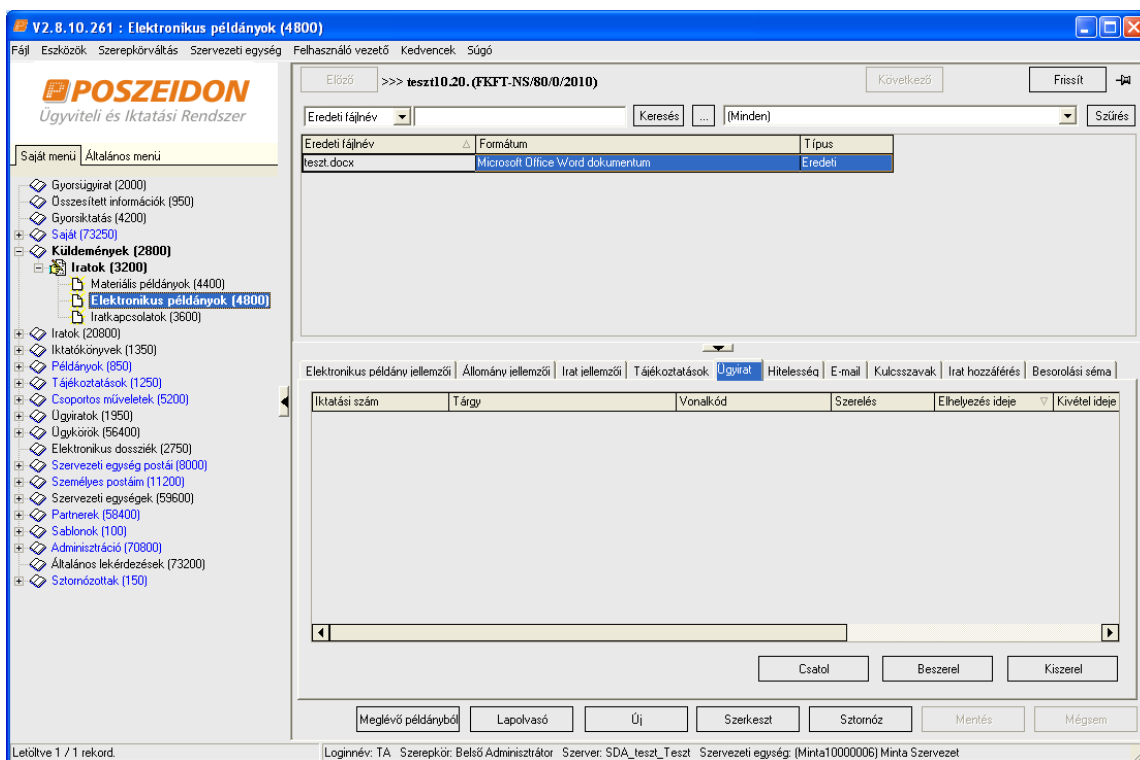 V2.8.10.261 : Elektronikus példányok (4800)
Fájl Eszközök Szerepkörváltás Szervezeti egység Felhasználó vezető Kedvencek Súgó
POSZEIDON
Ügyviteli és Iktatási Rendszer
Saját menü Általános menü
Gyorsügyirat (2000)
Összesített információk (950)
Gyorsiktatás (4200)
Saját (73250)
Küldemények (2800)
Iratok (3200)
Materiális példányok (4400)
Elektronikus példányok (4800)
Iratkapcsolatok (3600)
Iratok (20800)
Iktatókönyvek (1350)
Példányok (850)
Tájékoztatások (1250)
Csoportos műveletek (5200)
Ügyiratok (1950)
Ügykörök (56400)
Elektronikus dossziék (2750)
Szervezeti egység postái (8000)
Személyes postáim (11200)
Szervezeti egységek (59600)
Partnerek (58400)
Sablonok (100)
Adminisztráció (70800)
Általános lekérdezések (73200)
Sztornózottak (150)
Előző >>> teszt10.20. (FKFT-NS/80/0/2010) Következő Frissít
Eredeti fájlnév Keresés ... (Minden) Szűrés
Eredeti fájlnév Formátum Típus
teszt.docx Microsoft Office Word dokumentum Eredeti
Elektronikus példány jellemzői Állomány jellemzői Irat jellemzői Tájékoztatások Ügyirat Hitelesség E-mail Kulcsszavak Irat hozzáférés Besorolási séma
Iktatási szám Tárgy Vonalkód Szerelés Elhelyezés ideje Kivétel ideje
Csatol Beszerel Kiszerel
Meglévő példányból Lapolvasó Új Szerkeszt Sztornóz Mentés Mégsem
Letöltve 1 / 1 rekord. Loginnév: TA Szerepkör: Belső Adminisztrátor Szerver: SDA_teszt_Teszt Szervezeti egység: (Minta10000006) Minta Szervezet